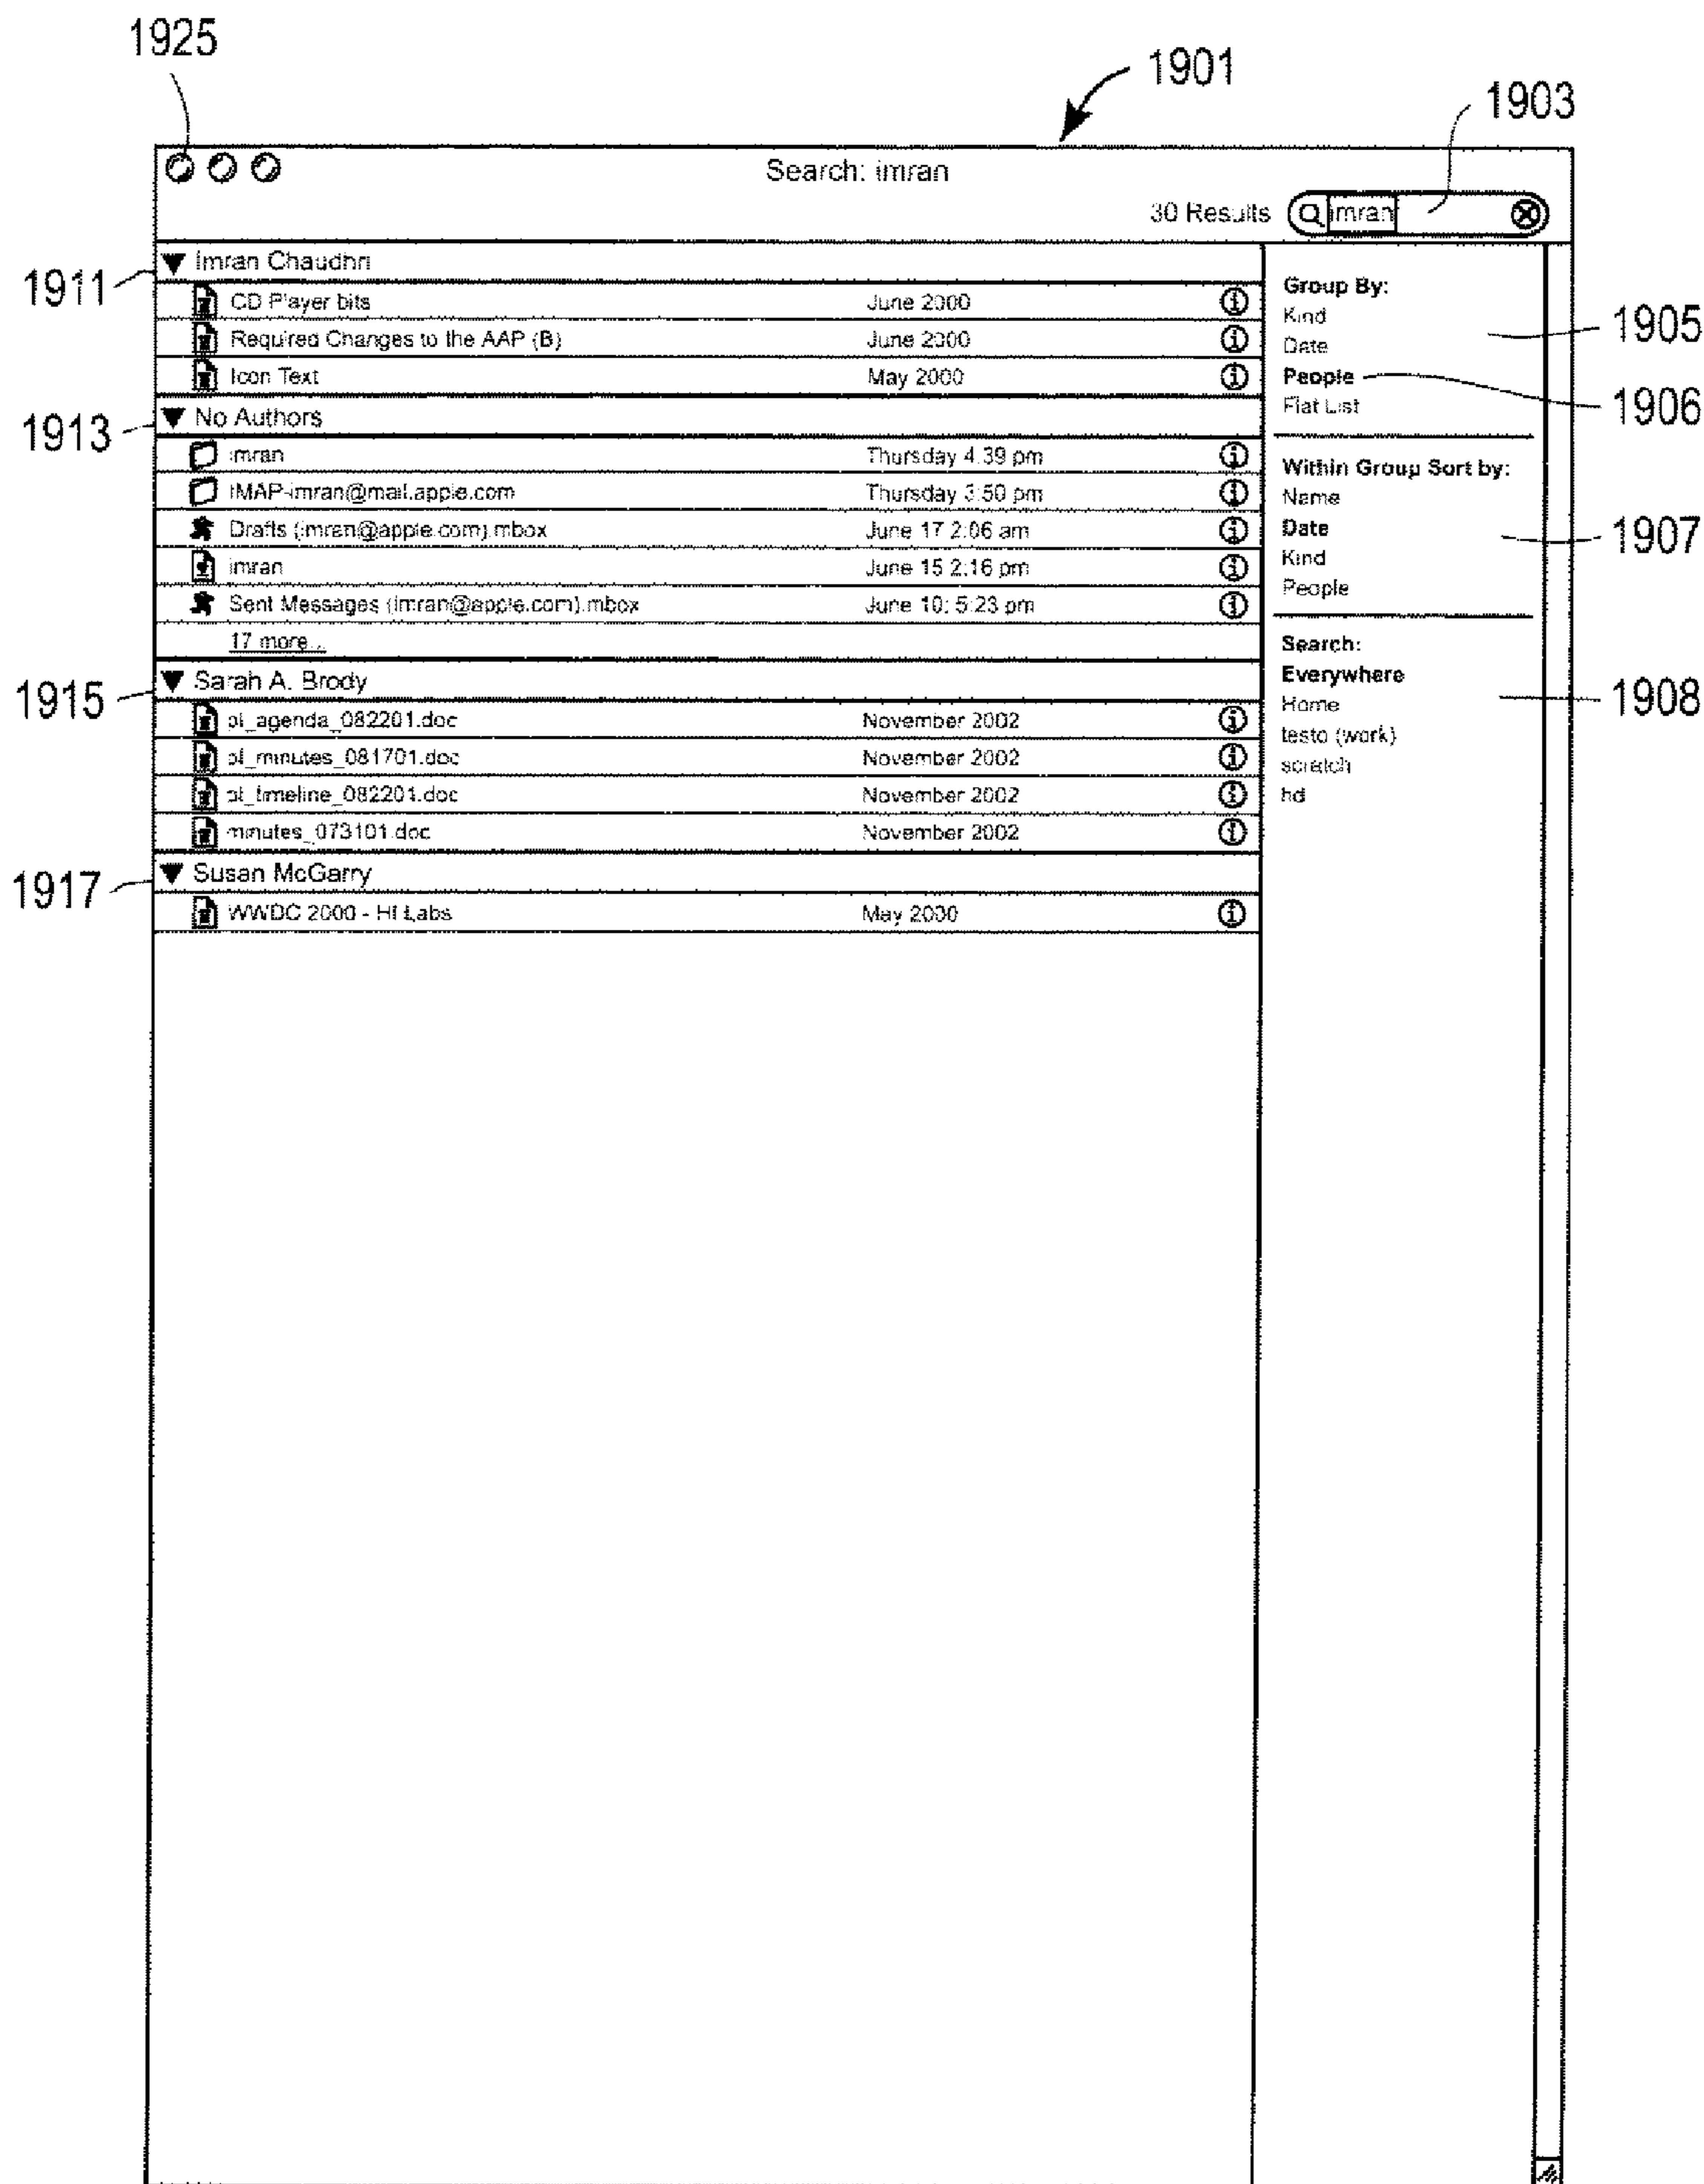 1925
1901
1903
Search: imran
30 Results imran
1911
Imran Chaudhri
CD Player bits June 2000
Required Changes to the AAP (B) June 2000
Icon Text May 2000
1913
No Authors
imran Thursday 4:39 pm
IMAP-imran@mail.apple.com Thursday 3:50 pm
Drafts (imran@apple.com).mbox June 17 2:06 am
imran June 15 2:16 pm
Sent Messages (imran@apple.com).mbox June 10: 5:23 pm
17 more...
1915
Sarah A. Brody
_agenda_082201.doc November 2002
_minutes_081701.doc November 2002
_timeline_082201.doc November 2002
minutes_073101.doc November 2002
1917
Susan McGarry
WWDC 2000 - HI Labs May 2000
Group By:
Kind
Date
People
Flat List
1905
1906
Within Group Sort by:
Name
Date
Kind
People
1907
Search:
Everywhere
Home
testo (work)
scratch
hd
1908